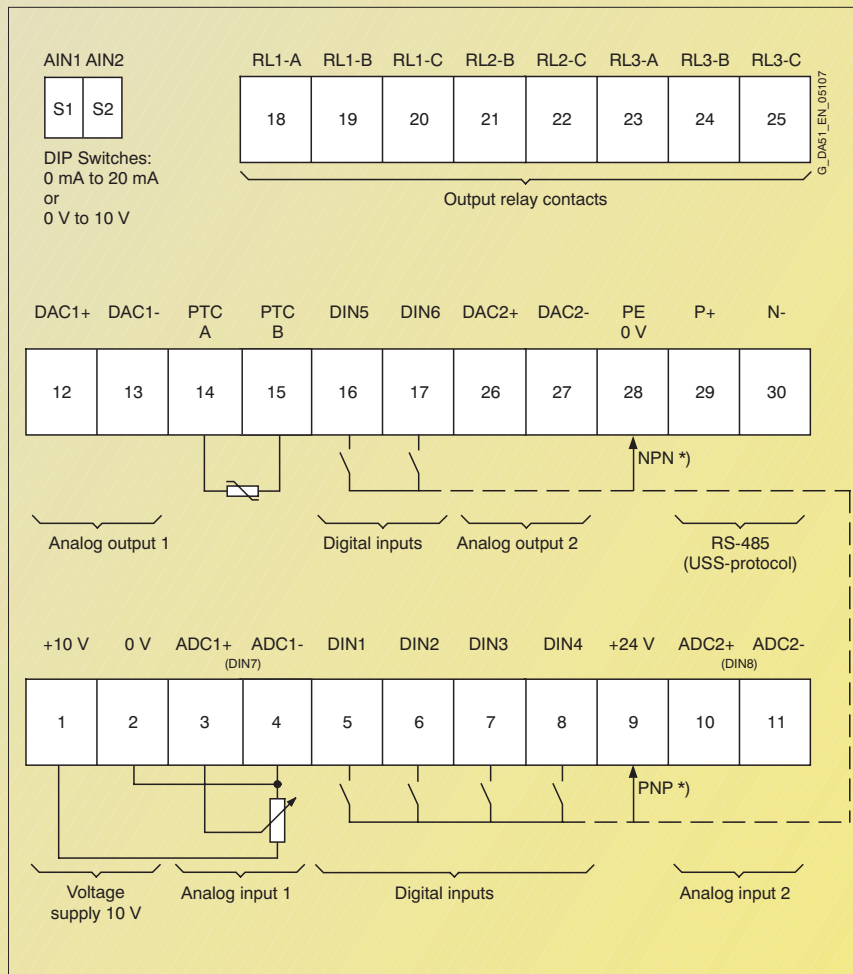 AIN1 AIN2
S1 S2
DIP Switches:
0 mA to 20 mA
or
0 V to 10 V
RL1-A RL1-B RL1-C RL2-B RL2-C RL3-A RL3-B RL3-C
18 19 20 21 22 23 24 25
Output relay contacts
G_DA51_EN_05107
DAC1+ DAC1- PTC A PTC B DIN5 DIN6 DAC2+ DAC2- PE 0 V P+ N-
12 13 14 15 16 17 26 27 28 29 30
NPN *)
Analog output 1
Digital inputs
Analog output 2
RS-485
(USS-protocol)
+10 V 0 V ADC1+ ADC1- DIN1 DIN2 DIN3 DIN4 +24 V ADC2+ ADC2-
(DIN7) (DIN8)
1 2 3 4 5 6 7 8 9 10 11
PNP *)
Voltage
supply 10 V
Analog input 1
Digital inputs
Analog input 2